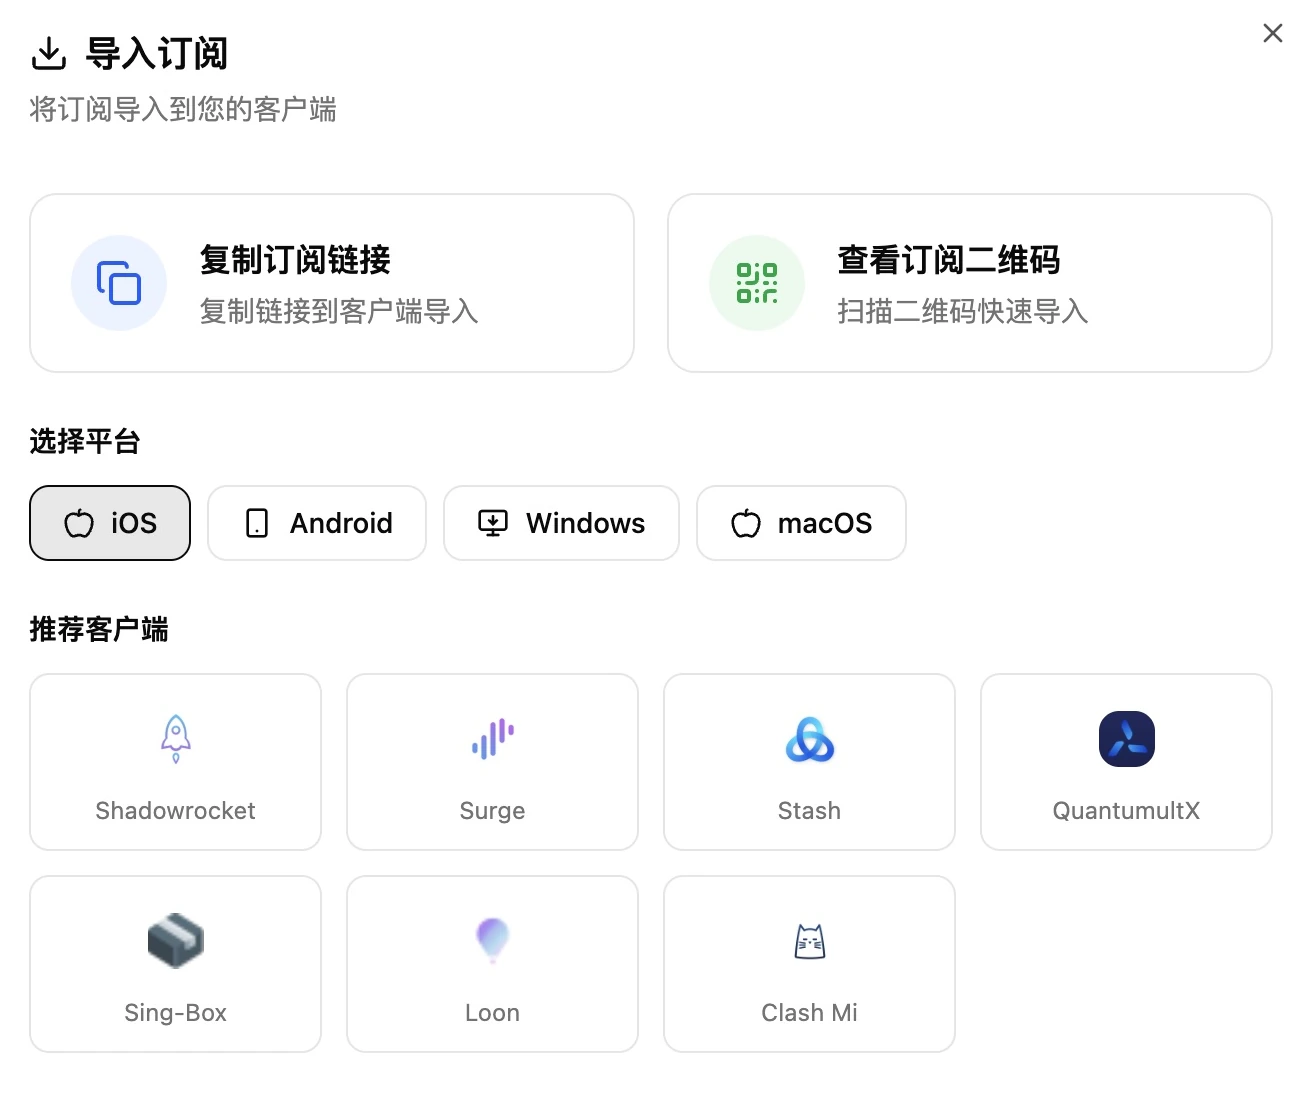 导入订阅
将订阅导入到您的客户端
复制订阅链接
复制链接到客户端导入
查看订阅二维码
扫描二维码快速导入
选择平台
iOS
Android
Windows
macOS
推荐客户端
Shadowrocket
Surge
Stash
QuantumultX
Sing-Box
Loon
Clash Mi